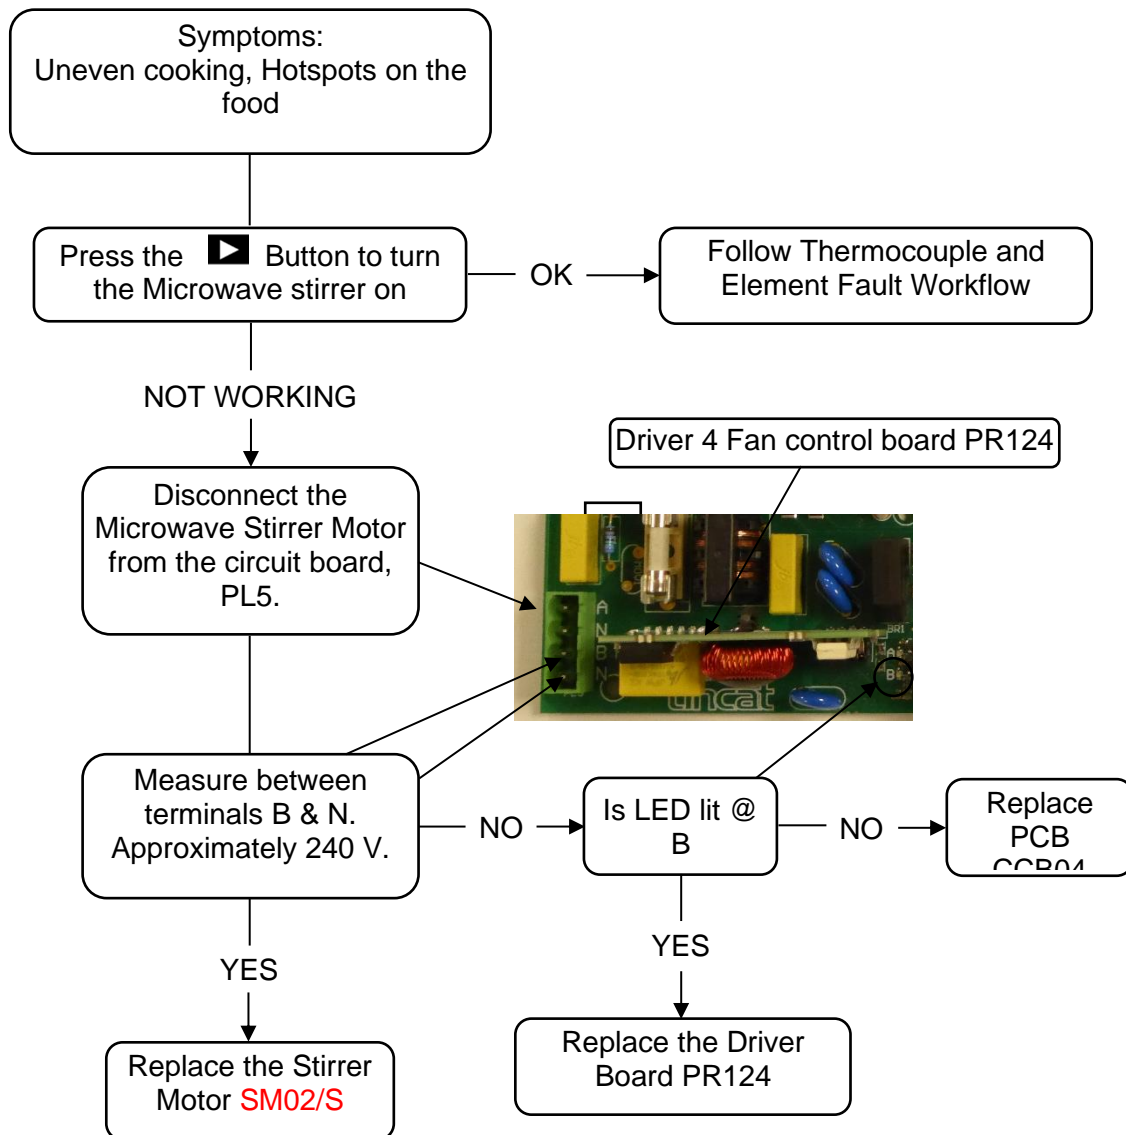 Symptoms:
Uneven cooking, Hotspots on the
food
Press the Button to turn
the Microwave stirrer on
OK
Follow Thermocouple and
Element Fault Workflow
NOT WORKING
Driver 4 Fan control board PR124
Disconnect the
Microwave Stirrer Motor
from the circuit board,
PL5.
A
N
B
N
BR1
A
B
lincat
Measure between
terminals B & N.
Approximately 240 V.
NO
Is LED lit @
B
NO
Replace
PCB
CCB04
YES
YES
Replace the Stirrer
Motor SM02/S
Replace the Driver
Board PR124